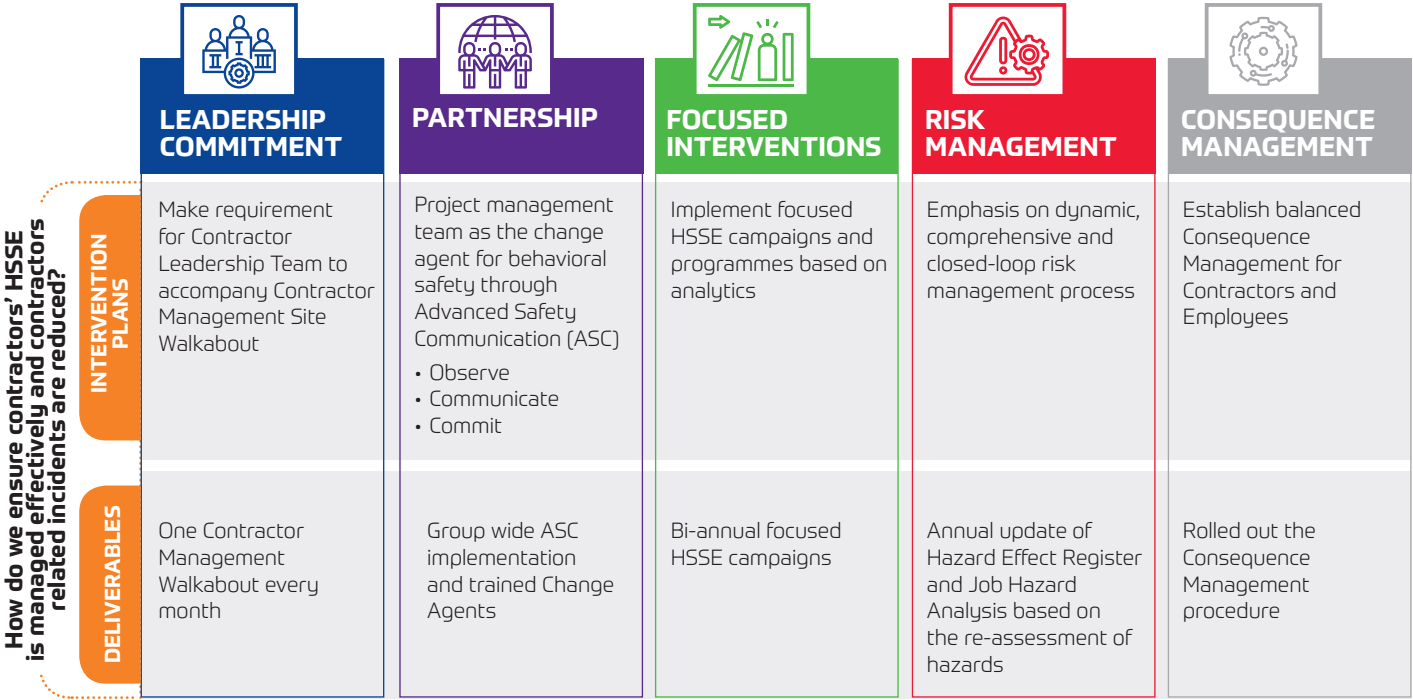 How do we ensure contractors' HSSE
is managed effectively and contractors
related incidents are reduced?
LEADERSHIP
COMMITMENT
PARTNERSHIP
FOCUSED
INTERVENTIONS
RISK
MANAGEMENT
CONSEQUENCE
MANAGEMENT
INTERVENTION
PLANS
Make requirement
for Contractor
Leadership Team to
accompany Contractor
Management Site
Walkabout
Project management
team as the change
agent for behavioral
safety through
Advanced Safety
Communication (ASC)
• Observe
• Communicate
• Commit
Implement focused
HSSE campaigns and
programmes based on
analytics
Emphasis on dynamic,
comprehensive and
closed-loop risk
management process
Establish balanced
Consequence
Management for
Contractors and
Employees
DELIVERABLES
One Contractor
Management
Walkabout every
month
Group wide ASC
implementation
and trained Change
Agents
Bi-annual focused
HSSE campaigns
Annual update of
Hazard Effect Register
and Job Hazard
Analysis based on
the re-assessment of
hazards
Rolled out the
Consequence
Management
procedure